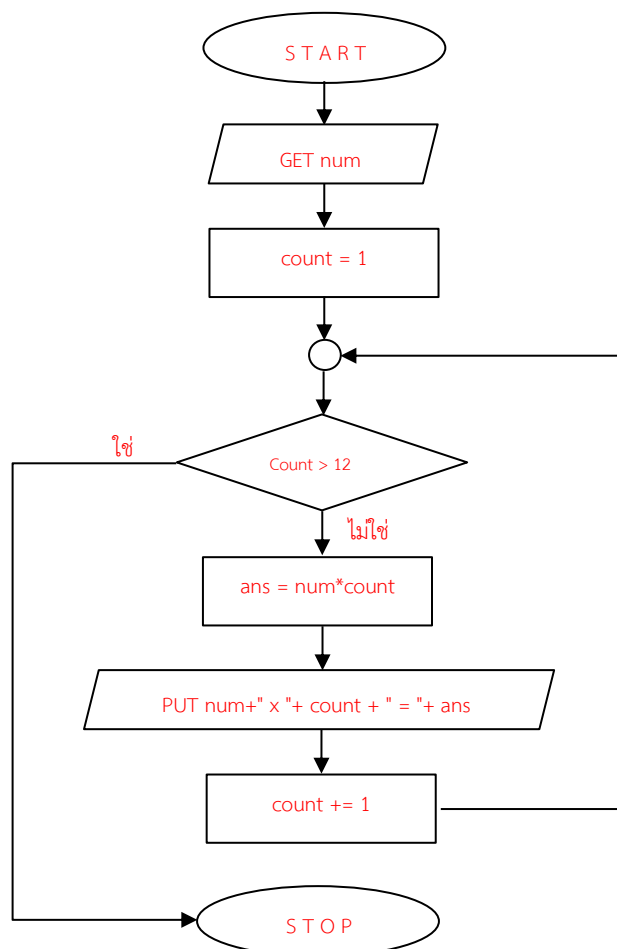 S T A R T
GET num
count = 1
Count > 12
ใช่
ไม่ใช่
ans = num*count
PUT num+" x "+ count + " = "+ ans
count += 1
S T O P